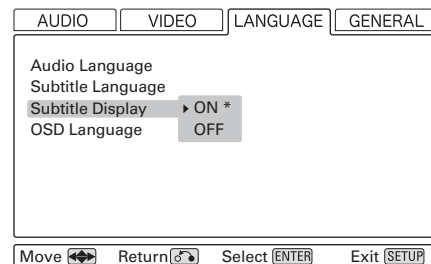 AUDIO VIDEO LANGUAGE GENERAL
Audio Language
Subtitle Language
Subtitle Display ON *
OSD Language OFF
Move Return Select ENTER Exit SETUP